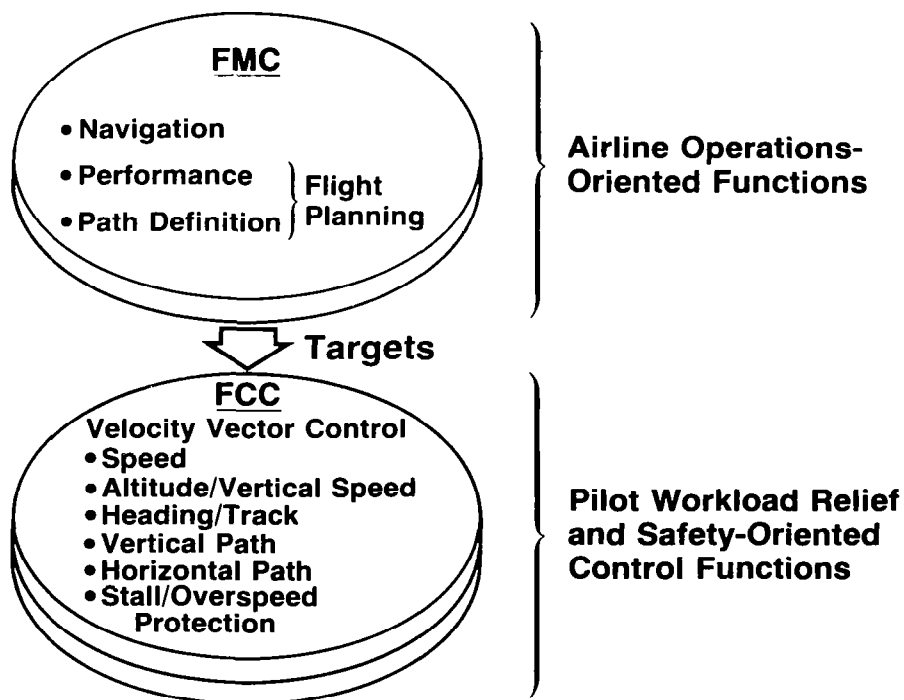 FMC
• Navigation
• Performance
• Path Definition
Flight
Planning
Airline Operations-
Oriented Functions
Targets
FCC
Velocity Vector Control
• Speed
• Altitude/Vertical Speed
• Heading/Track
• Vertical Path
• Horizontal Path
• Stall/Overspeed
Protection
Pilot Workload Relief
and Safety-Oriented
Control Functions